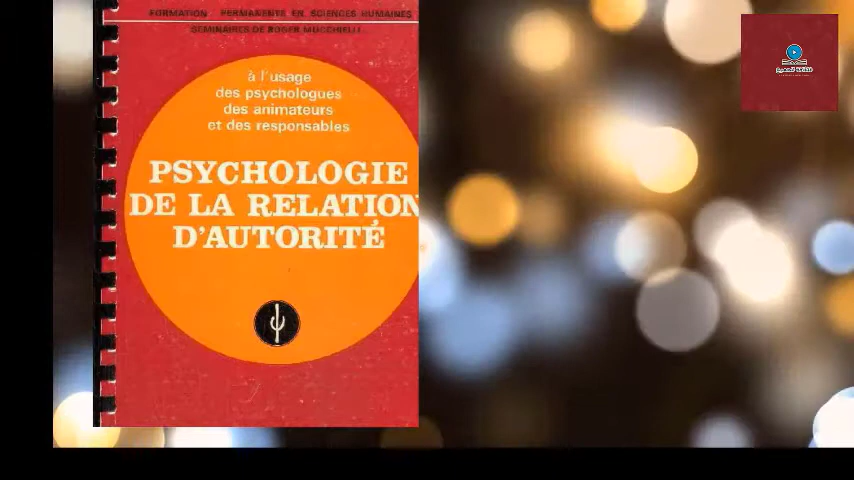 FORMATION PERMANENTE EN SCIENCES HUMAINES
SÉMINAIRES DE ROGER MUCCHIELLI
à l'usage
des psychologues
des animateurs
et des responsables
PSYCHOLOGIE
DE LA RELATION
D'AUTORITÉ